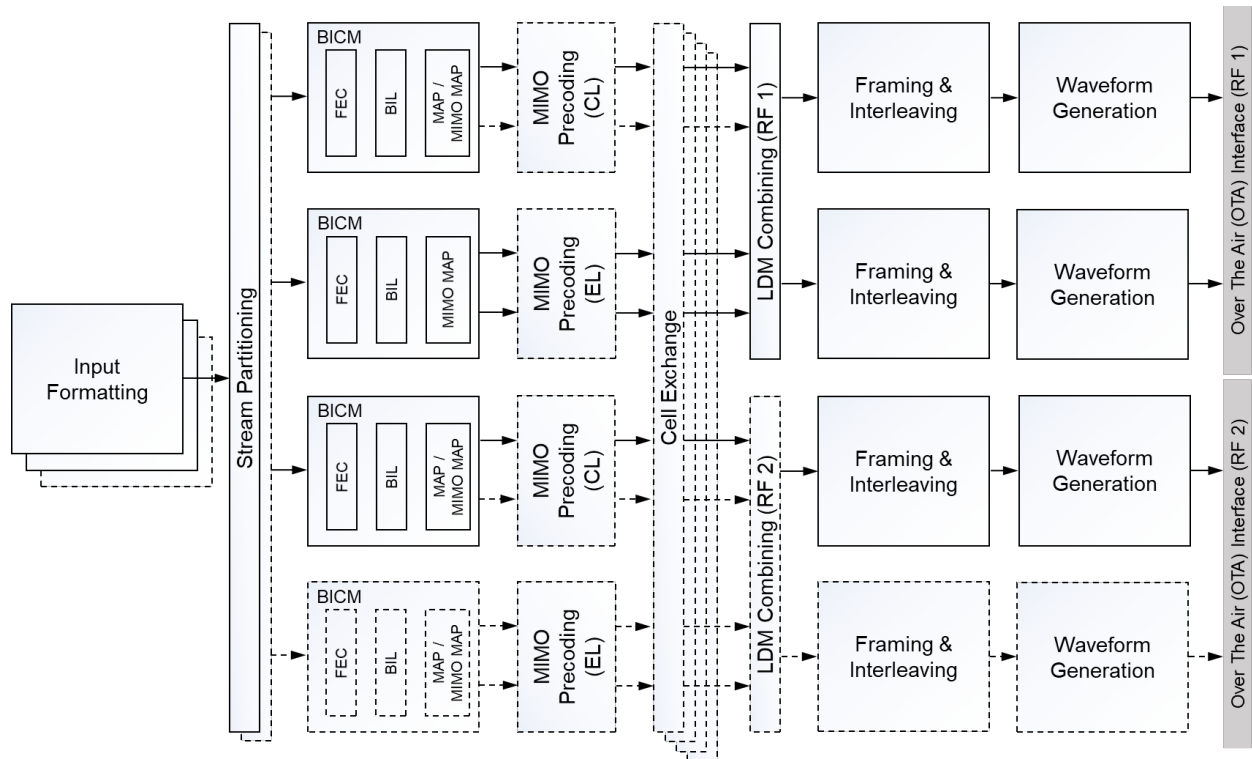 Input
Formatting
Stream Partitioning
BICM
FEC
BIL
MAP /
MIMO MAP
MIMO
Precoding
(CL)
BICM
FEC
BIL
MIMO MAP
MIMO
Precoding
(EL)
BICM
FEC
BIL
MAP /
MIMO MAP
MIMO
Precoding
(CL)
BICM
FEC
BIL
MAP /
MIMO MAP
MIMO
Precoding
(EL)
Cell Exchange
LDM Combining (RF 1)
LDM Combining (RF 2)
Framing &
Interleaving
Waveform
Generation
Framing &
Interleaving
Waveform
Generation
Framing &
Interleaving
Waveform
Generation
Framing &
Interleaving
Waveform
Generation
Over The Air (OTA) Interface (RF 1)
Over The Air (OTA) Interface (RF 2)